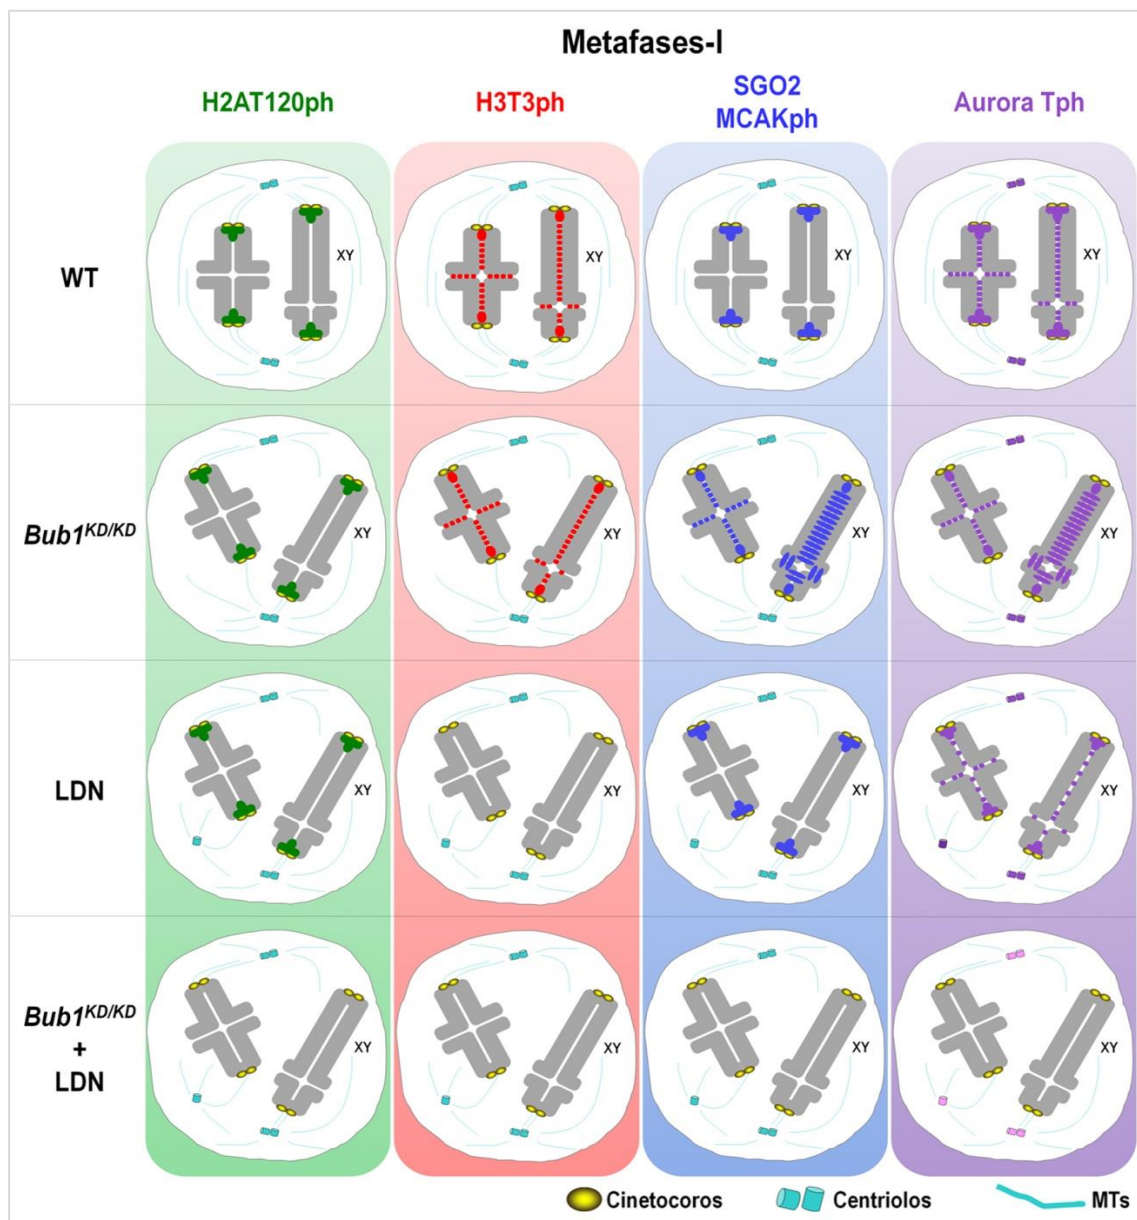 Metafases-I
H2AT120ph
H3T3ph
SGO2
MCAKph
Aurora Tph
WT
XY
XY
XY
XY
Bub1KD/KD
XY
XY
XY
XY
LDN
XY
XY
XY
XY
Bub1KD/KD
+
LDN
XY
XY
XY
XY
Cinetocoros
Centriolos
MTs